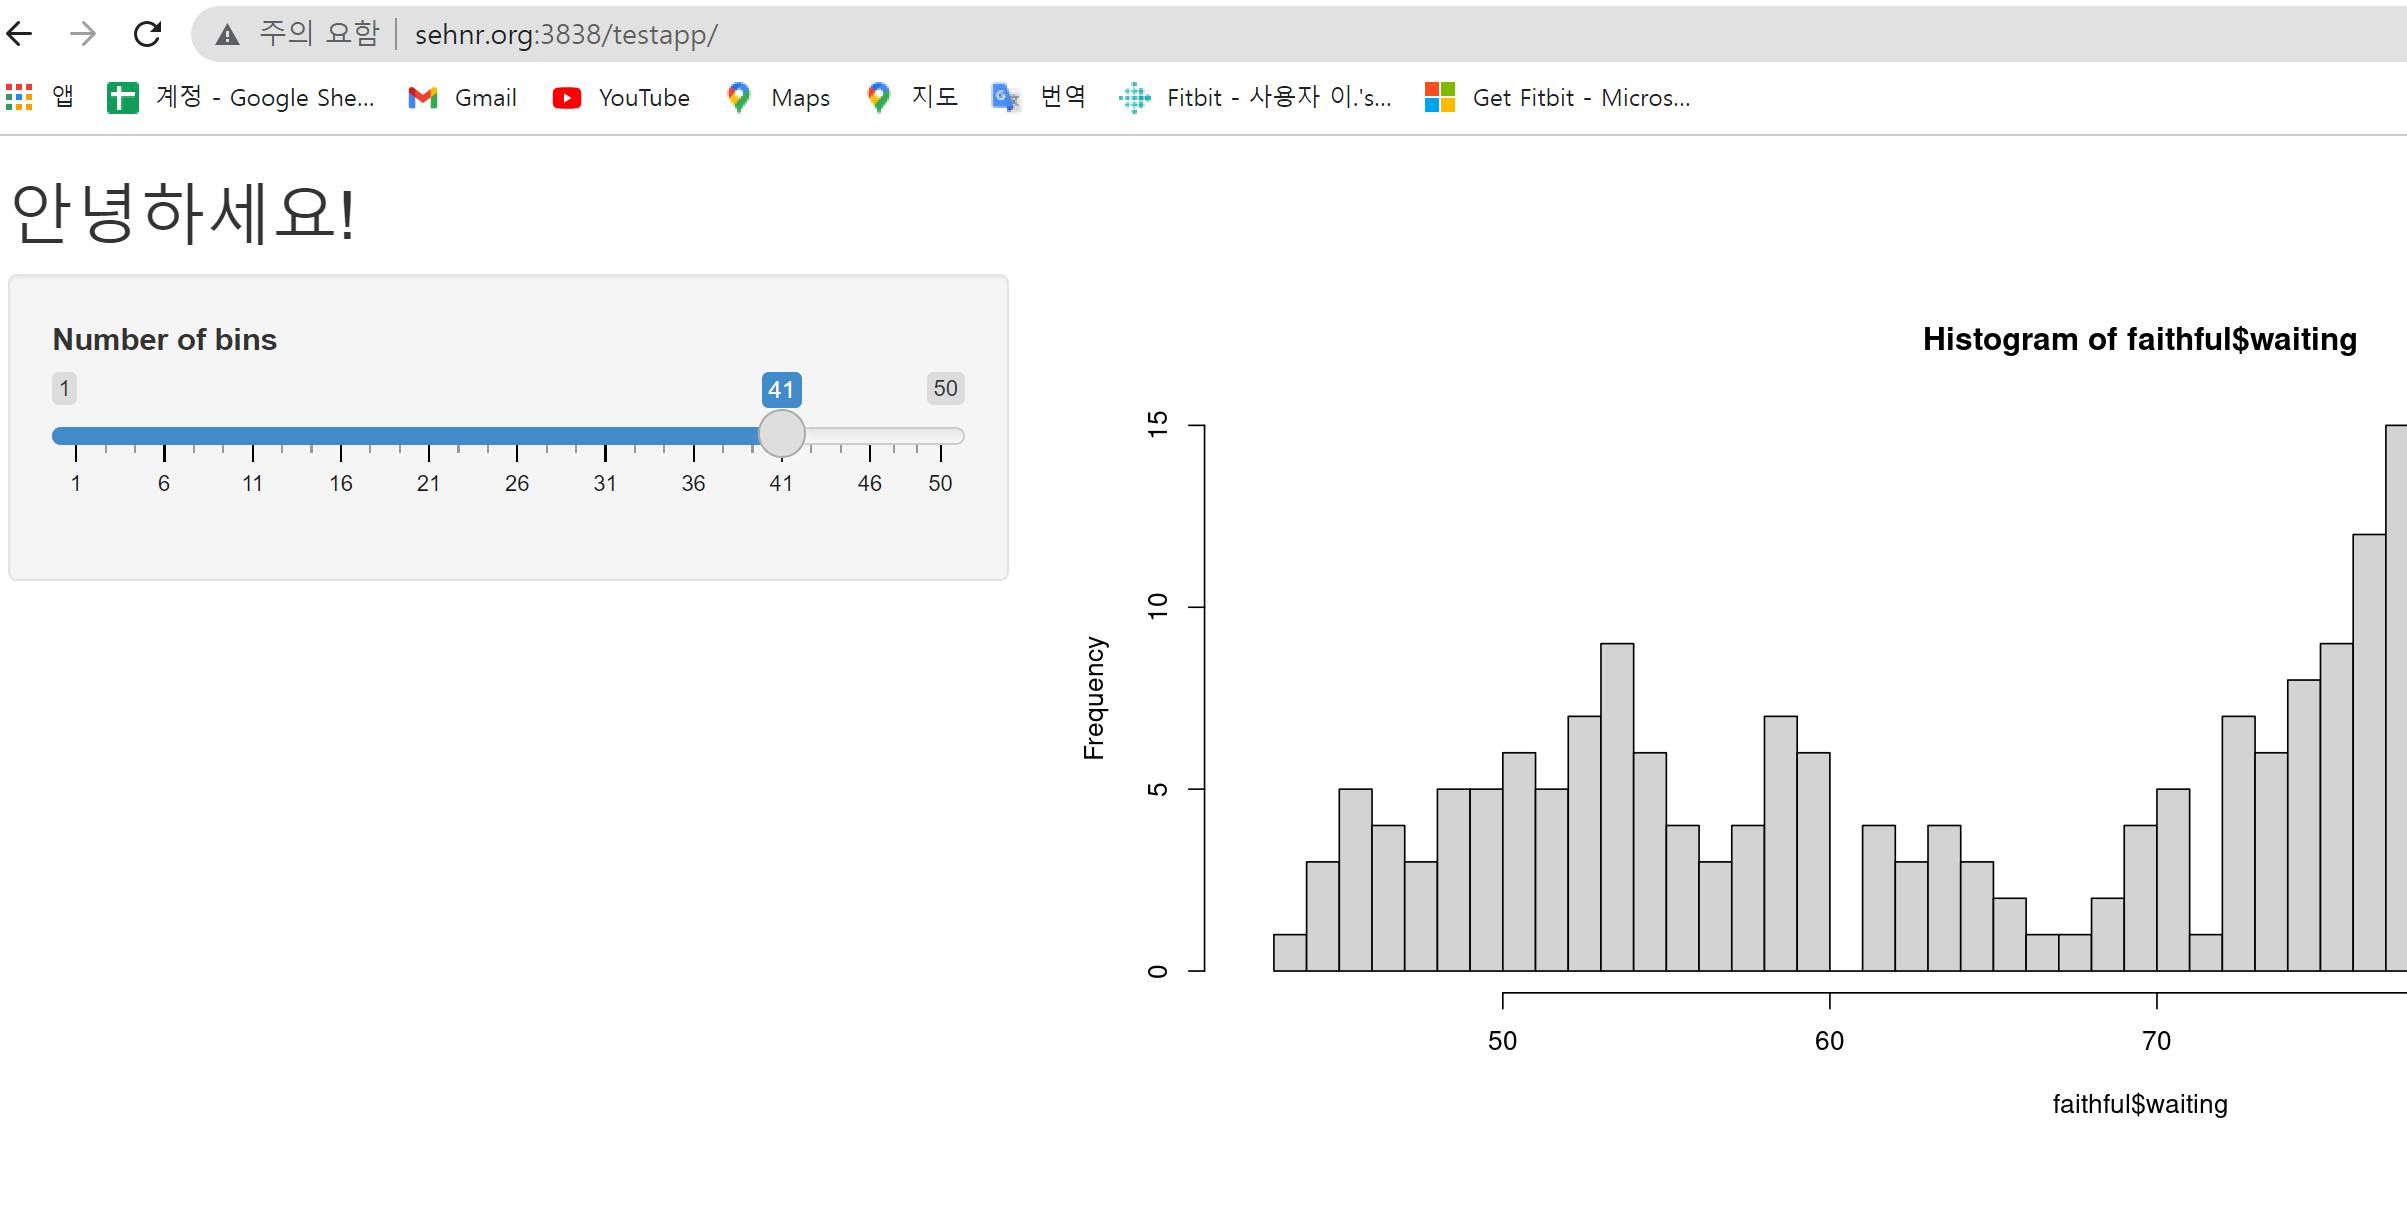 주의 요함 sehnr.org:3838/testapp/
앱 계정 - Google She... Gmail YouTube Maps 지도 번역 Fitbit - 사용자 이.'s... Get Fitbit - Micros...
안녕하세요!
Number of bins
1 41 50
1 6 11 16 21 26 31 36 41 46 50
Histogram of faithful$waiting
Frequency
15
10
5
0
50 60 70
faithful$waiting